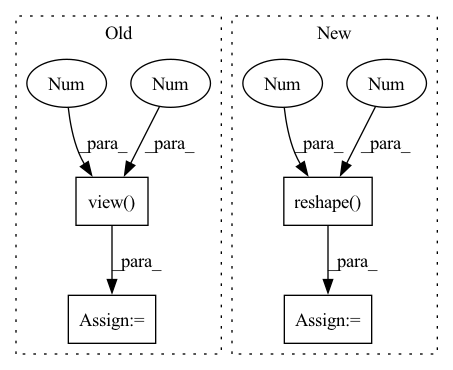 Old
New
Num
Num
Num
Num
_para_
_para_
_para_
_para_
view()
reshape()
_para_
_para_
Assign:=
Assign:=